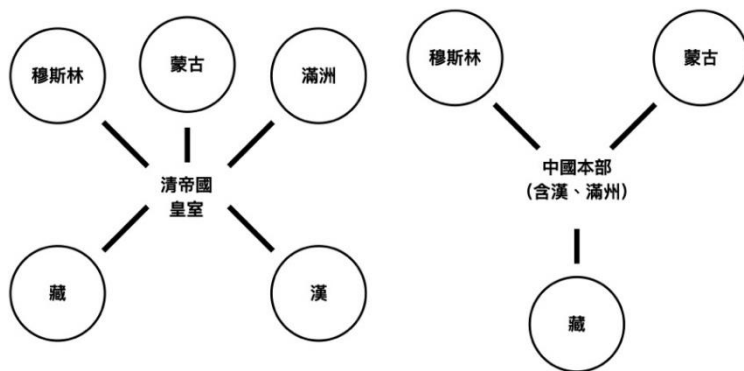 穆斯林
蒙古
滿洲
清帝國
皇室
藏
漢
穆斯林
蒙古
中國本部
（含漢、滿州）
藏